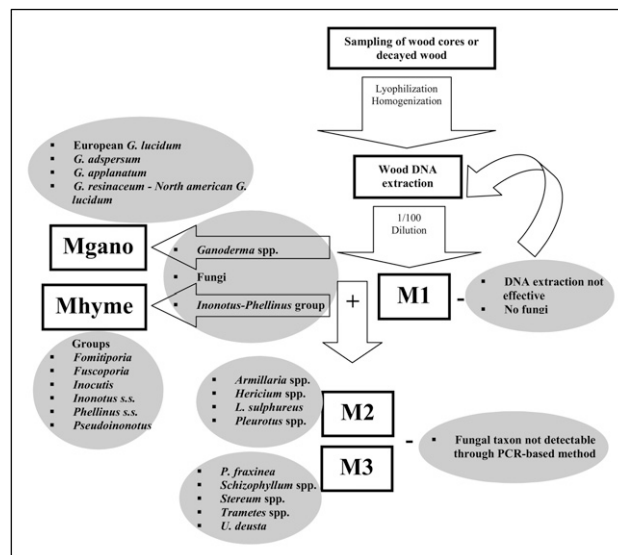 Sampling of wood cores or
decayed wood
Lyophilization
Homogenization
▪ European G. lucidum
▪ G. adspersum
▪ G. applanatum
▪ G. resinaceum - North american G.
lucidum
Wood DNA
extraction
1/100
Dilution
Mgano
▪ Ganoderma spp.
▪ Fungi
▪ Inonotus-Phellinus group
Mhyme
+
M1
-
▪ DNA extraction not
effective
▪ No fungi
Groups
▪ Fomitiporia
▪ Fuscoporia
▪ Inocutis
▪ Inonotus s.s.
▪ Phellinus s.s.
▪ Pseudoinonotus
▪ Armillaria spp.
▪ Hericium spp.
▪ L. sulphureus
▪ Pleurotus spp.
M2
M3
-
▪ Fungal taxon not detectable
through PCR-based method
▪ P. fraxinea
▪ Schizophyllum spp.
▪ Stereum spp.
▪ Trametes spp.
▪ U. deusta